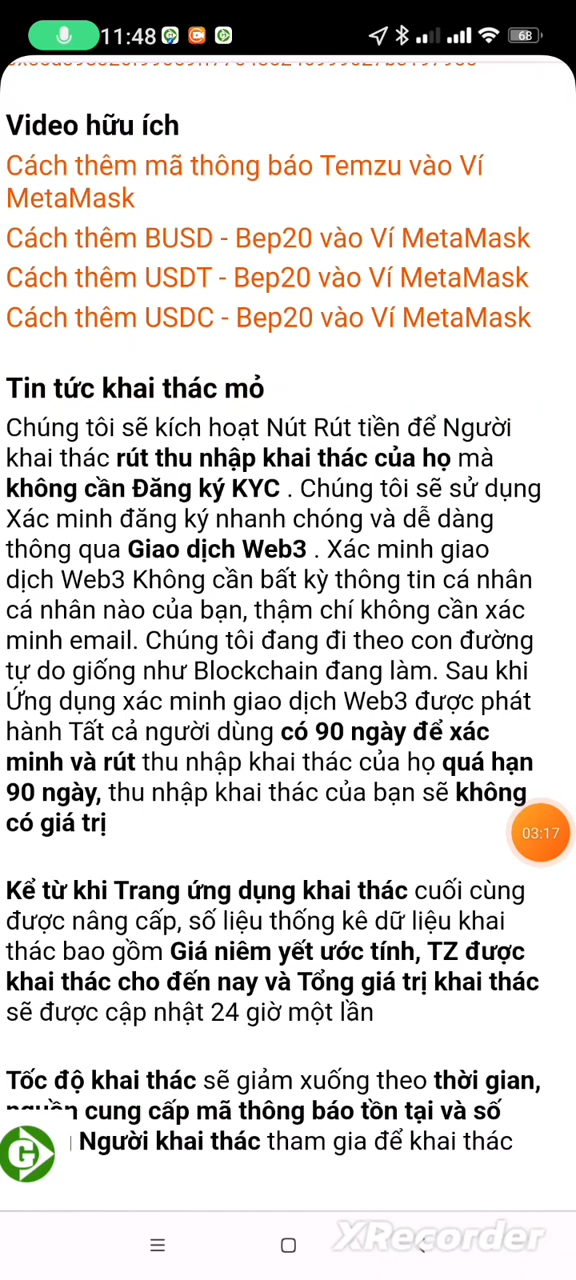 11:48
68
Video hữu ích
Cách thêm mã thông báo Temzu vào Ví
MetaMask
Cách thêm BUSD - Bep20 vào Ví MetaMask
Cách thêm USDT - Bep20 vào Ví MetaMask
Cách thêm USDC - Bep20 vào Ví MetaMask
Tin tức khai thác mỏ
Chúng tôi sẽ kích hoạt Nút Rút tiền để Người
khai thác rút thu nhập khai thác của họ mà
không cần Đăng ký KYC . Chúng tôi sẽ sử dụng
Xác minh đăng ký nhanh chóng và dễ dàng
thông qua Giao dịch Web3 . Xác minh giao
dịch Web3 Không cần bất kỳ thông tin cá nhân
cá nhân nào của bạn, thậm chí không cần xác
minh email. Chúng tôi đang đi theo con đường
tự do giống như Blockchain đang làm. Sau khi
Ứng dụng xác minh giao dịch Web3 được phát
hành Tất cả người dùng có 90 ngày để xác
minh và rút thu nhập khai thác của họ quá hạn
90 ngày, thu nhập khai thác của bạn sẽ không
có giá trị
03:17
Kể từ khi Trang ứng dụng khai thác cuối cùng
được nâng cấp, số liệu thống kê dữ liệu khai
thác bao gồm Giá niêm yết ước tính, TZ được
khai thác cho đến nay và Tổng giá trị khai thác
sẽ được cập nhật 24 giờ một lần
Tốc độ khai thác sẽ giảm xuống theo thời gian,
nguồn cung cấp mã thông báo tồn tại và số
Người khai thác tham gia để khai thác
XRecorder